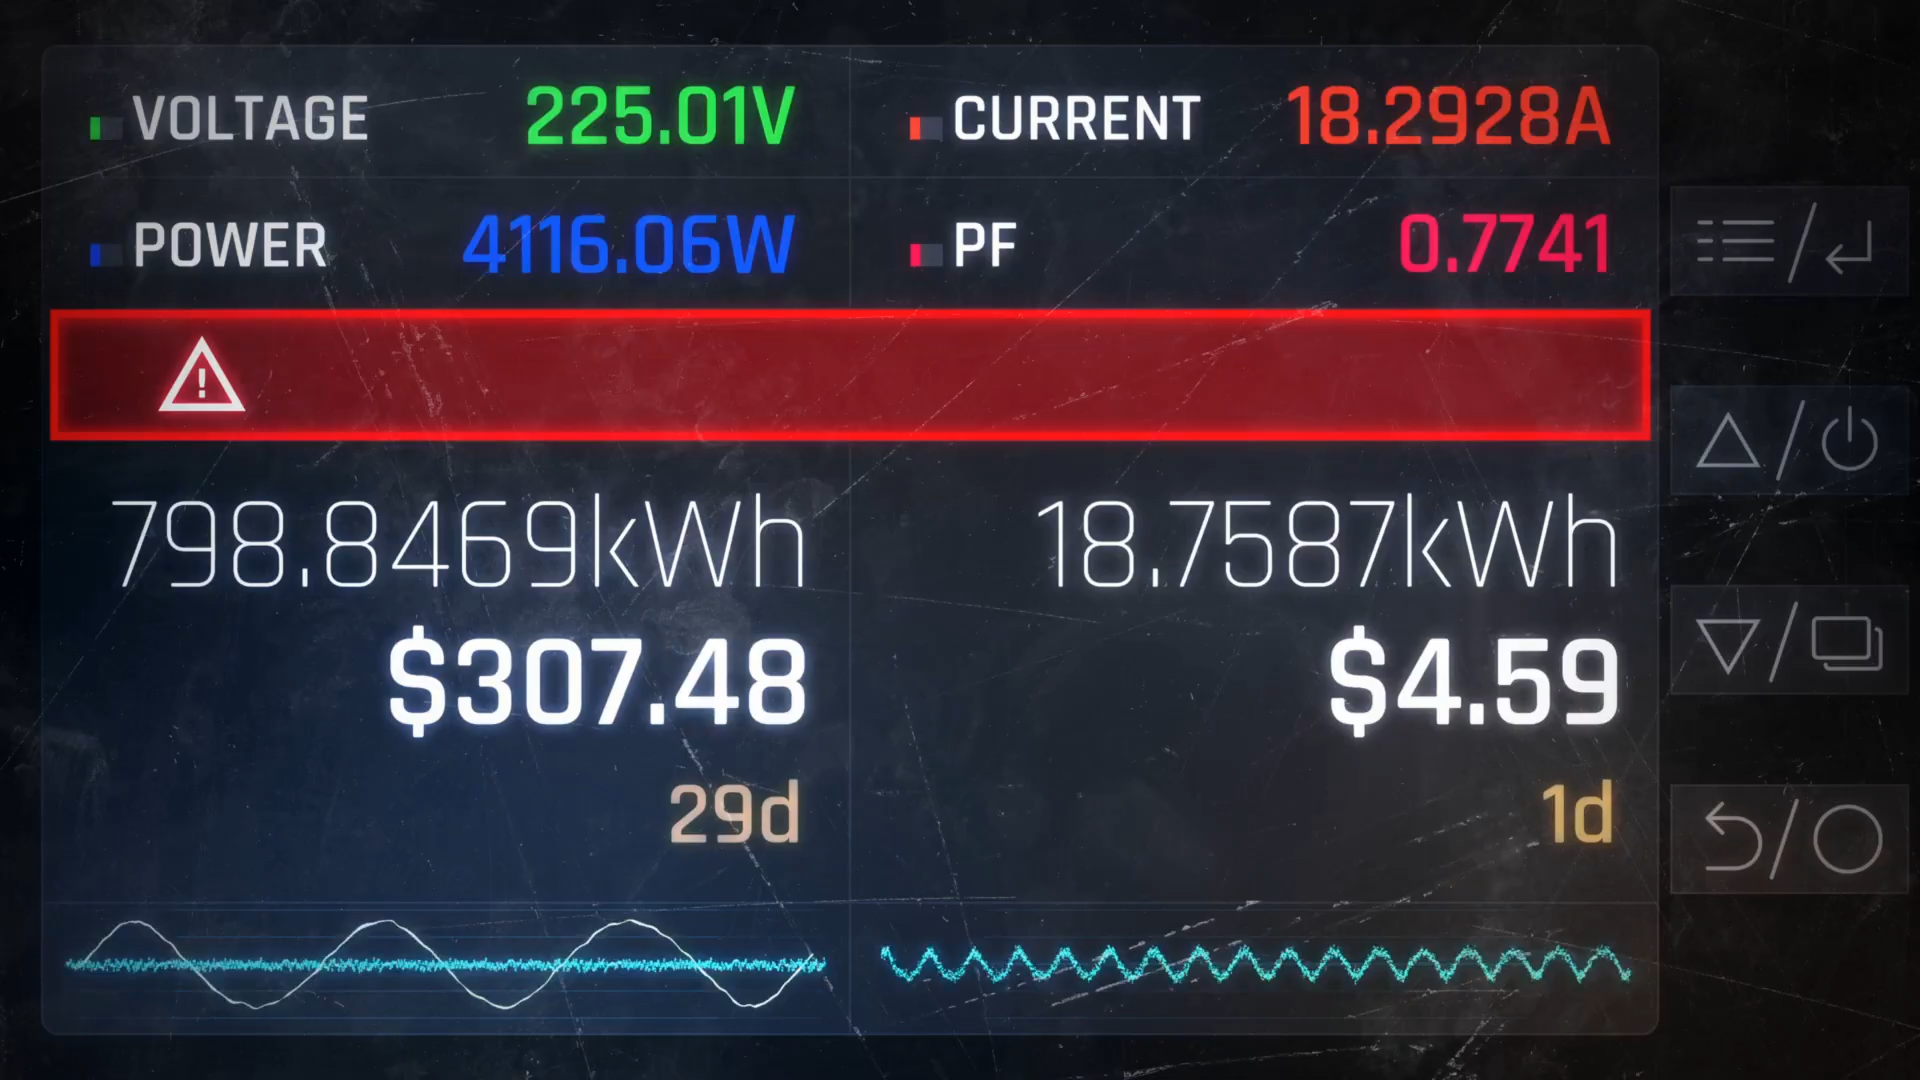 VOLTAGE 225.01V
CURRENT 18.2928A
POWER 4116.06W
PF 0.7741
798.8469kWh
$307.48
29d
18.7587kWh
$4.59
1d